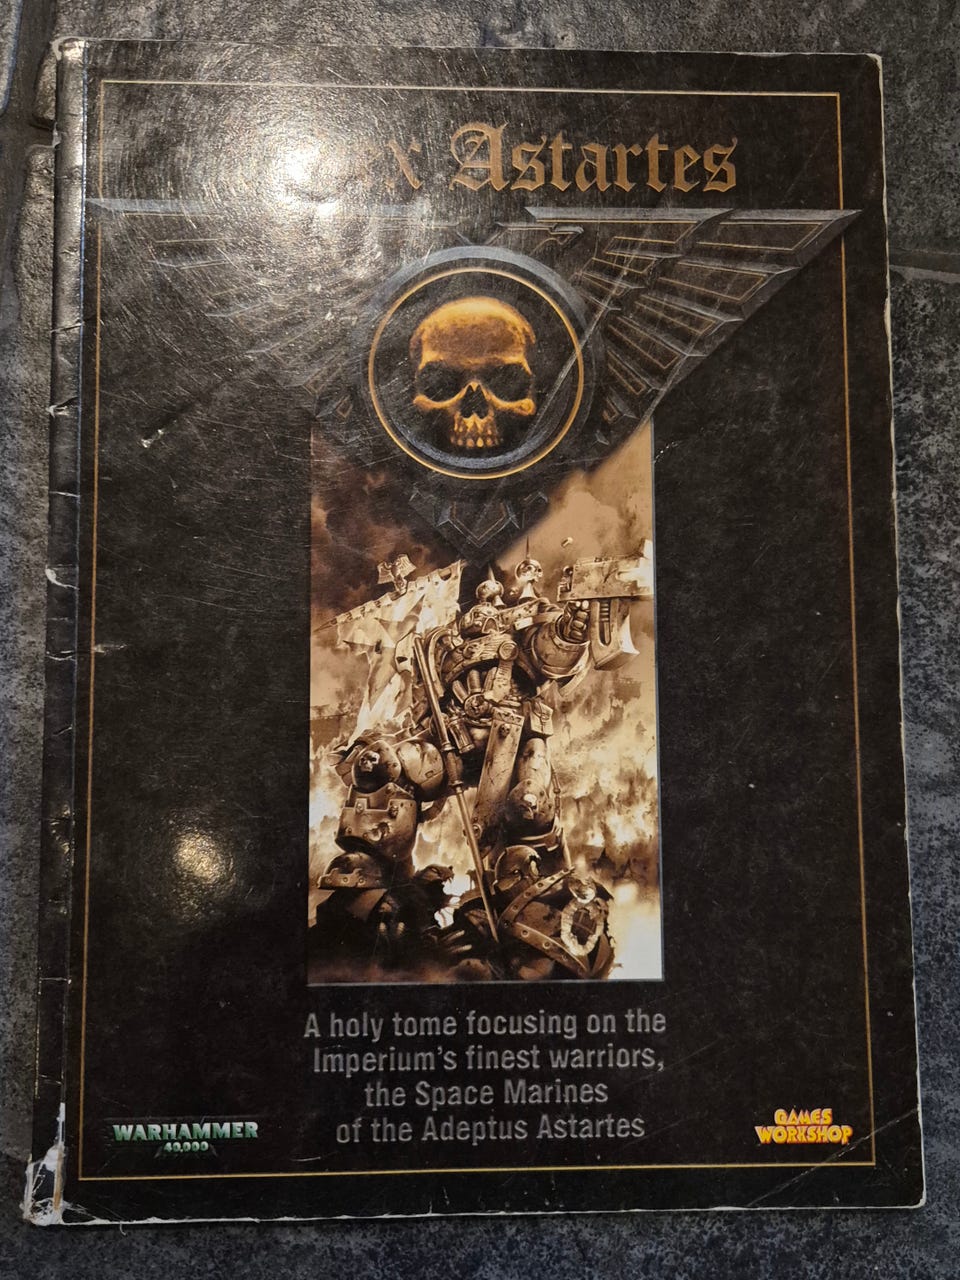 Astartes
A holy tome focusing on the
Imperium's finest warriors,
the Space Marines
of the Adeptus Astartes
WARHAMMER
40,000
GAMES
WORKSHOP